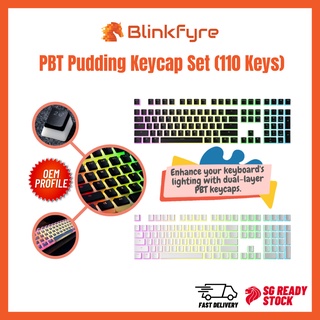 BlinkFyre
PBT Pudding Keycap Set (110 Keys)
OEM
PROFILE
Enhance your keyboard's
lighting with dual-layer
PBT keycaps.
FAST DELIVERY
SG READY
STOCK